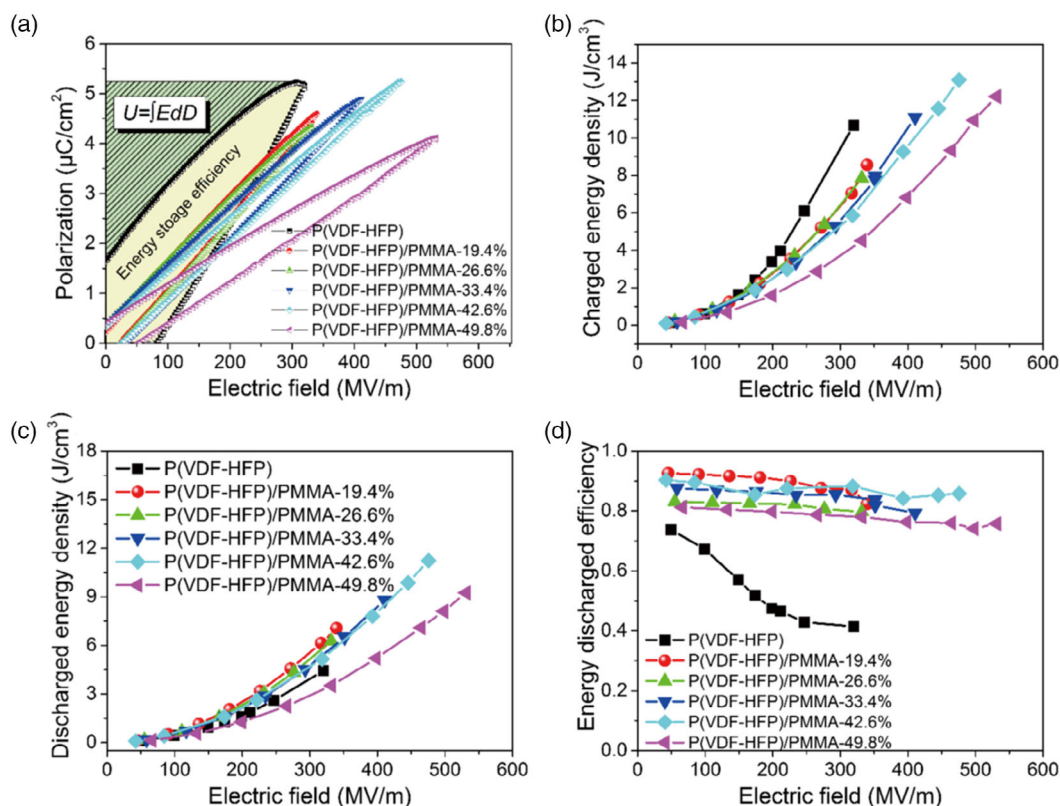 (a)
6
5
4
3
2
1
0
Polarization (μC/cm²)
U=∫EdD
Energy stoage efficiency
P(VDF-HFP)
P(VDF-HFP)/PMMA-19.4%
P(VDF-HFP)/PMMA-26.6%
P(VDF-HFP)/PMMA-33.4%
P(VDF-HFP)/PMMA-42.6%
P(VDF-HFP)/PMMA-49.8%
0 100 200 300 400 500 600
Electric field (MV/m)
(b)
14
12
10
8
6
4
2
0
Charged energy density (J/cm³)
0 100 200 300 400 500 600
Electric field (MV/m)
(c)
18
15
12
9
6
3
0
Discharged energy density (J/cm³)
P(VDF-HFP)
P(VDF-HFP)/PMMA-19.4%
P(VDF-HFP)/PMMA-26.6%
P(VDF-HFP)/PMMA-33.4%
P(VDF-HFP)/PMMA-42.6%
P(VDF-HFP)/PMMA-49.8%
0 100 200 300 400 500 600
Electric field (MV/m)
(d)
1.0
0.8
0.6
0.4
0.2
0.0
Energy discharged efficiency
P(VDF-HFP)
P(VDF-HFP)/PMMA-19.4%
P(VDF-HFP)/PMMA-26.6%
P(VDF-HFP)/PMMA-33.4%
P(VDF-HFP)/PMMA-42.6%
P(VDF-HFP)/PMMA-49.8%
0 100 200 300 400 500 600
Electric field (MV/m)